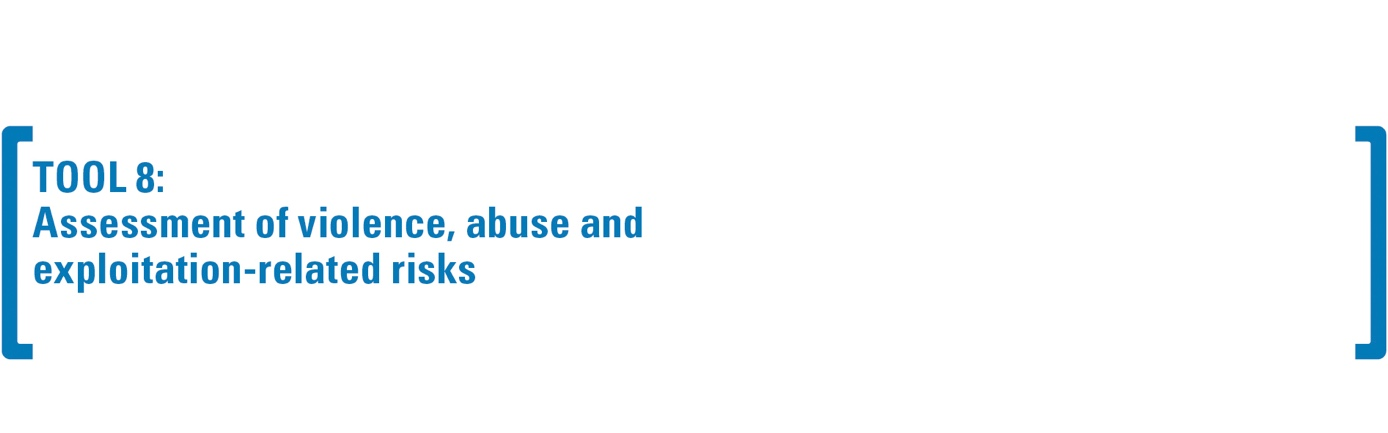 TOOL 8:
Assessment of violence, abuse and
exploitation-related risks